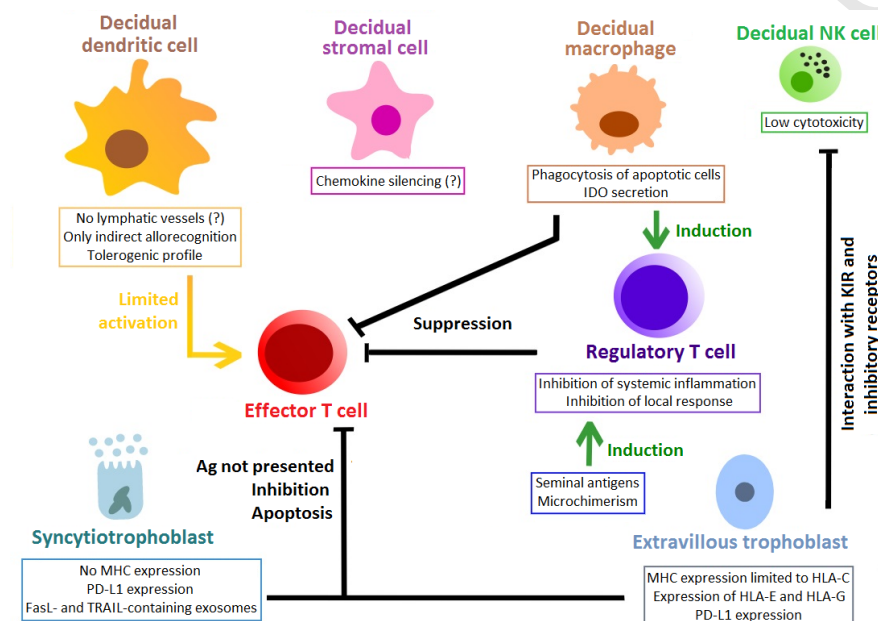 Decidual
dendritic cell
Decidual
stromal cell
Decidual
macrophage
Decidual NK cell
Low cytotoxicity
Phagocytosis of apoptotic cells
IDO secretion
Chemokine silencing (?)
No lymphatic vessels (?)
Only indirect allorecognition
Tolerogenic profile
Induction
Limited
activation
Suppression
Regulatory T cell
Interaction with KIR and
inhibitory receptors
Inhibition of systemic inflammation
Inhibition of local response
Effector T cell
Induction
Ag not presented
Inhibition
Apoptosis
Seminal antigens
Microchimerism
Syncytiotrophoblast
Extravillous trophoblast
No MHC expression
PD-L1 expression
FasL- and TRAIL-containing exosomes
MHC expression limited to HLA-C
Expression of HLA-E and HLA-G
PD-L1 expression